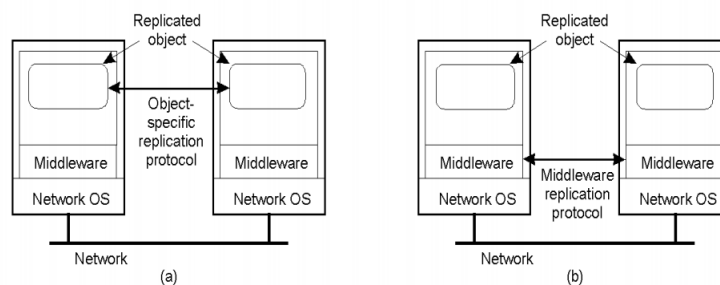 Replicated
object
Object-
specific
replication
protocol
Middleware
Middleware
Network OS
Network OS
Network
(a)
Replicated
object
Middleware
Middleware
Middleware
replication
protocol
Network OS
Network OS
Network
(b)